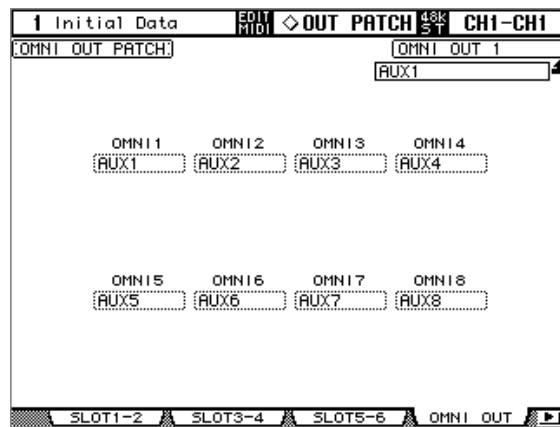 1 Initial Data EDIT MIDI ◇OUT PATCH 48K ST CH1-CH1
OMNI OUT PATCH OMNI OUT 1
AUX1
OMNI1 OMNI2 OMNI3 OMNI4
AUX1 AUX2 AUX3 AUX4
OMNI5 OMNI6 OMNI7 OMNI8
AUX5 AUX6 AUX7 AUX8
SLOT1-2 SLOT3-4 SLOT5-6 OMNI OUT